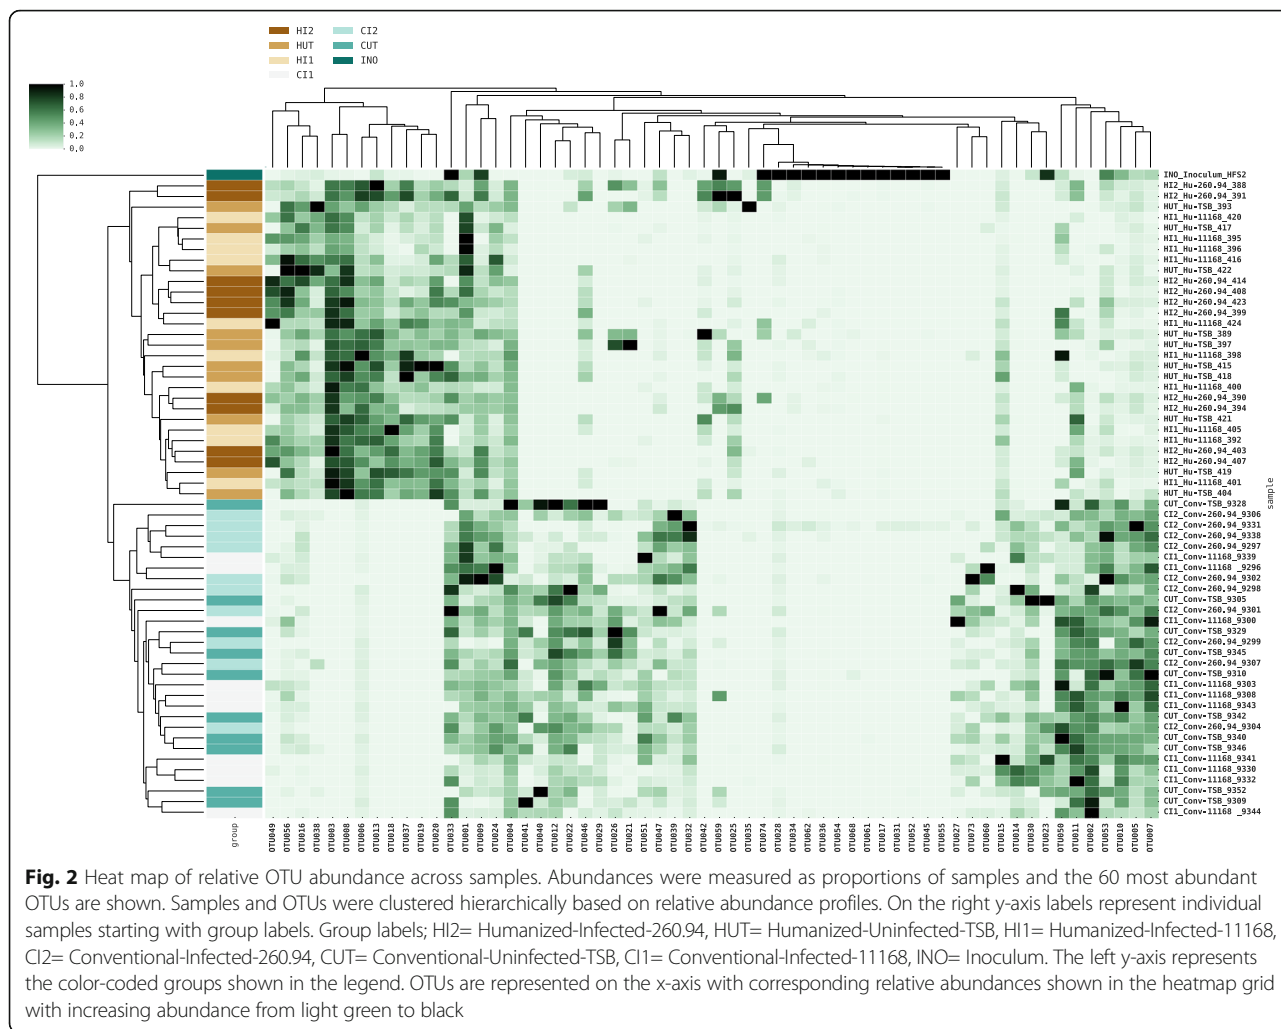 HI2
HUT
HI1
CI1
CI2
CUT
INO
1.0
0.8
0.6
0.4
0.2
0.0
INO_Inoculum_HFS2
HI2_Hu-260.94_388
HI2_Hu-260.94_391
HUT_Hu-TSB_393
HI1_Hu-11168_420
HUT_Hu-TSB_417
HI1_Hu-11168_395
HI1_Hu-11168_396
HI1_Hu-11168_416
HUT_Hu-TSB_422
HI2_Hu-260.94_414
HI2_Hu-260.94_408
HI2_Hu-260.94_423
HI2_Hu-260.94_399
HI1_Hu-11168_424
HUT_Hu-TSB_389
HUT_Hu-TSB_397
HI1_Hu-11168_398
HUT_Hu-TSB_415
HUT_Hu-TSB_418
HI1_Hu-11168_400
HI2_Hu-260.94_390
HI2_Hu-260.94_394
HUT_Hu-TSB_421
HI1_Hu-11168_405
HI1_Hu-11168_392
HI2_Hu-260.94_403
HI2_Hu-260.94_407
HUT_Hu-TSB_419
HI1_Hu-11168_401
HUT_Hu-TSB_404
CUT_Conv-TSB_9328
CI2_Conv-260.94_9306
CI2_Conv-260.94_9331
CI2_Conv-260.94_9338
CI2_Conv-260.94_9297
CI1_Conv-11168_9339
CI1_Conv-11168 _9296
CI2_Conv-260.94_9302
CI2_Conv-260.94_9298
CUT_Conv-TSB_9305
CI2_Conv-260.94_9301
CI1_Conv-11168_9300
CUT_Conv-TSB_9329
CI2_Conv-260.94_9299
CUT_Conv-TSB_9345
CI2_Conv-260.94_9307
CUT_Conv-TSB_9310
CI1_Conv-11168_9303
CI1_Conv-11168_9308
CI1_Conv-11168_9343
CUT_Conv-TSB_9342
CI2_Conv-260.94_9304
CUT_Conv-TSB_9340
CUT_Conv-TSB_9346
CI1_Conv-11168_9341
CI1_Conv-11168_9330
CI1_Conv-11168_9332
CUT_Conv-TSB_9352
CUT_Conv-TSB_9309
CI1_Conv-11168 _9344
sample
group
OTU049
OTU056
OTU016
OTU038
OTU003
OTU008
OTU006
OTU013
OTU018
OTU037
OTU019
OTU020
OTU033
OTU001
OTU009
OTU024
OTU004
OTU041
OTU040
OTU012
OTU022
OTU046
OTU029
OTU026
OTU021
OTU051
OTU047
OTU039
OTU032
OTU042
OTU059
OTU025
OTU035
OTU074
OTU028
OTU034
OTU062
OTU036
OTU054
OTU068
OTU061
OTU017
OTU031
OTU052
OTU045
OTU055
OTU027
OTU073
OTU060
OTU015
OTU014
OTU030
OTU023
OTU050
OTU011
OTU002
OTU053
OTU010
OTU005
OTU007
Fig. 2 Heat map of relative OTU abundance across samples. Abundances were measured as proportions of samples and the 60 most abundant
OTUs are shown. Samples and OTUs were clustered hierarchically based on relative abundance profiles. On the right y-axis labels represent individual
samples starting with group labels. Group labels; HI2= Humanized-Infected-260.94, HUT= Humanized-Uninfected-TSB, HI1= Humanized-Infected-11168,
CI2= Conventional-Infected-260.94, CUT= Conventional-Uninfected-TSB, CI1= Conventional-Infected-11168, INO= Inoculum. The left y-axis represents
the color-coded groups shown in the legend. OTUs are represented on the x-axis with corresponding relative abundances shown in the heatmap grid
with increasing abundance from light green to black